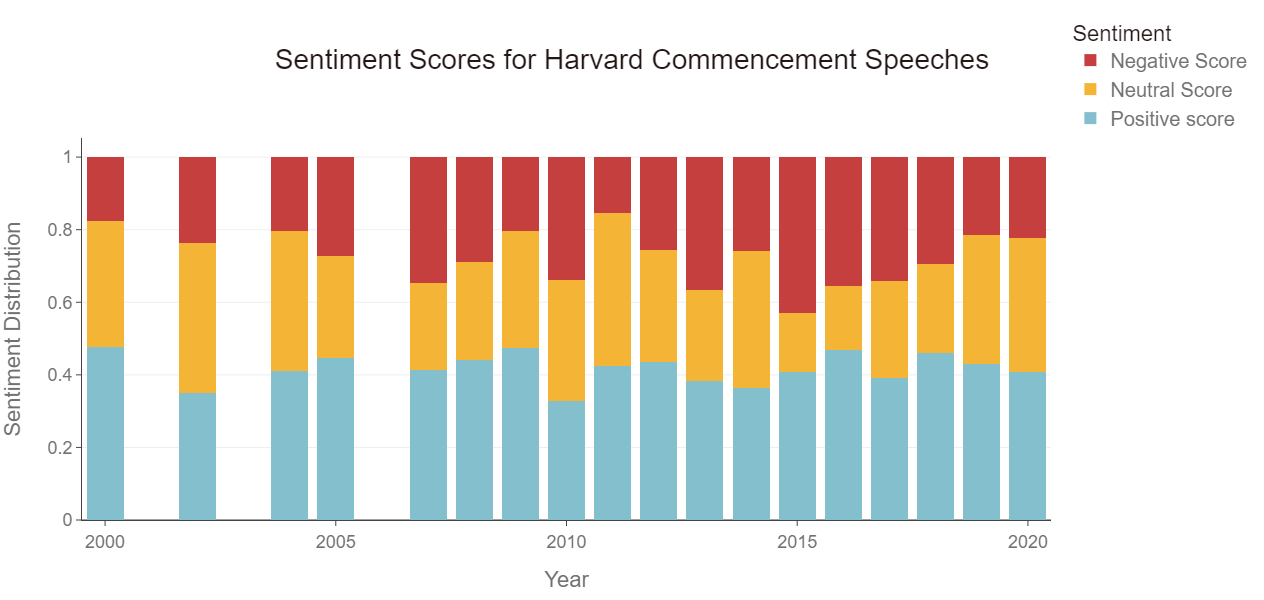 Sentiment Scores for Harvard Commencement Speeches
Sentiment
Negative Score
Neutral Score
Positive score
Sentiment Distribution
1
0.8
0.6
0.4
0.2
0
2000
2005
2010
2015
2020
Year